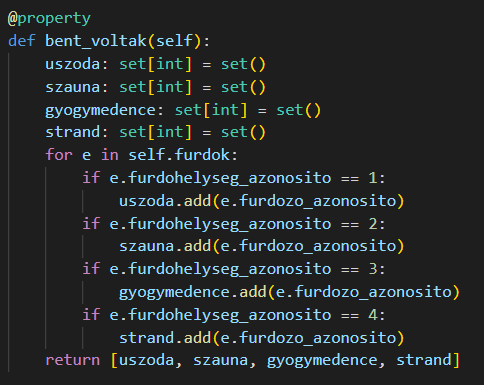 @property
def bent_voltak(self):
    uszoda: set[int] = set()
    szauna: set[int] = set()
    gyogymedence: set[int] = set()
    strand: set[int] = set()
    for e in self.furdok:
        if e.furdohelyseg_azonosito == 1:
            uszoda.add(e.furdozo_azonosito)
        if e.furdohelyseg_azonosito == 2:
            szauna.add(e.furdozo_azonosito)
        if e.furdohelyseg_azonosito == 3:
            gyogymedence.add(e.furdozo_azonosito)
        if e.furdohelyseg_azonosito == 4:
            strand.add(e.furdozo_azonosito)
    return [uszoda, szauna, gyogymedence, strand]